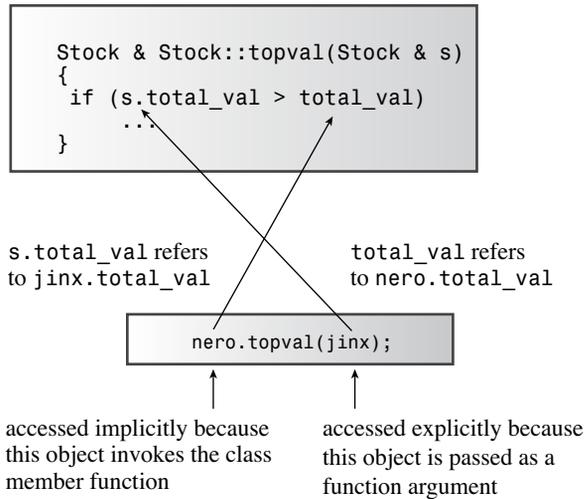 Stock & Stock::topval(Stock & s)
{
if (s.total_val > total_val)
...
}
s.total_val refers
to jinx.total_val
total_val refers
to nero.total_val
nero.topval(jinx);
accessed implicitly because
this object invokes the class
member function
accessed explicitly because
this object is passed as a
function argument